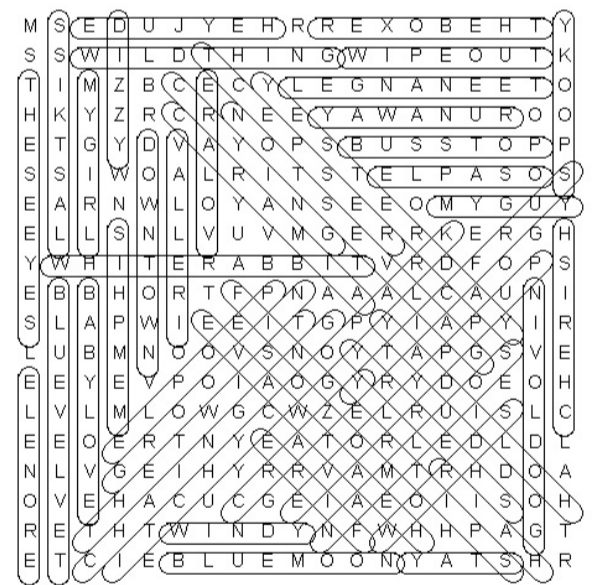 M S E D U J Y E H R R E X O B E H T Y
S S W I L D T H I N G W I P E O U T K
T I M Z B C E C Y L E G N A N E E T O
H K Y Z R C R N E E Y A W A N U R O O
E T G Y D V A Y O P S B U S S T O P P
S S I W O A L R I T S T E L P A S O S
E A R N W L O Y A N S E E O M Y G U Y
E L L S N L V U V M G E R R K E R G H
Y W H I T E R A B B I T V R D F O P S
E B B H O R T F P N A A A L C A U N I
S L A P W I E E I T G P Y I A P Y I R
L U B M N O O V S N O Y T A P G S V E
E E Y E V P O I A O G Y R Y D O E O H
L V L M L O W G C W Z E L R U I S L C
E E O E R T N Y E A T O R L E D L D L
N L V G E I H Y R R V A M T R H D O A
O V E H A C U C G E I A E O I I S O H
R E T H T W I N D Y N F W H H P A G T
E T C I E B L U E M O O N Y A T S H R